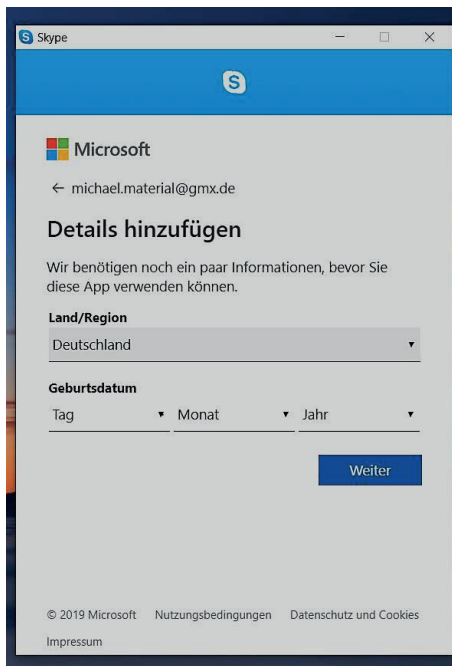 Skype
Microsoft
← michael.material@gmx.de
Details hinzufügen
Wir benötigen noch ein paar Informationen, bevor Sie
diese App verwenden können.
Land/Region
Deutschland
Geburtsdatum
Tag Monat Jahr
Weiter
© 2019 Microsoft Nutzungsbedingungen Datenschutz und Cookies
Impressum